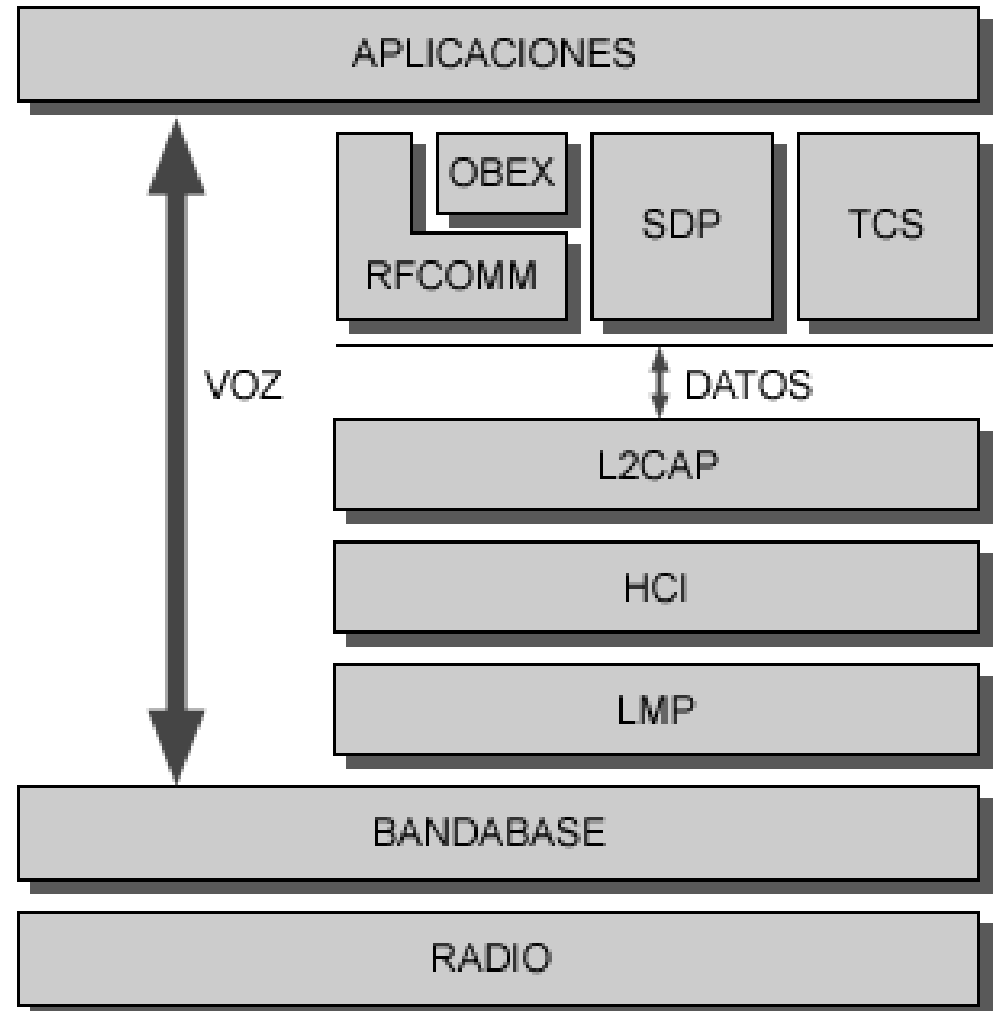 APLICACIONES
OBEX
SDP
TCS
RFCOMM
VOZ
DATOS
L2CAP
HCI
LMP
BANDABASE
RADIO